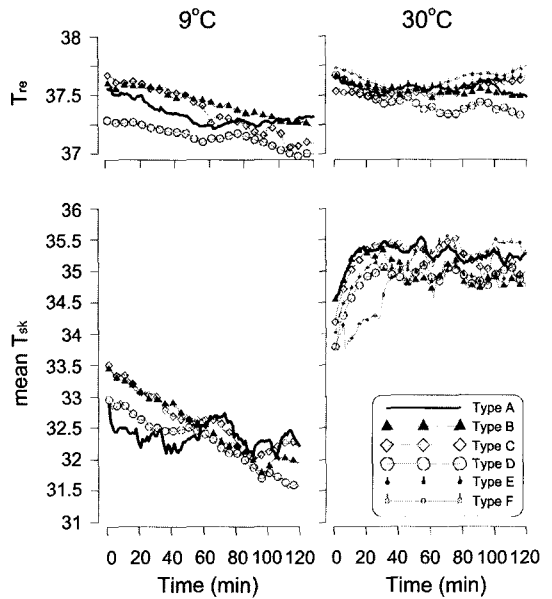 9°C
30°C
Tre
38
37.5
37
mean Tsk
36
35.5
35
34.5
34
33.5
33
32.5
32
31.5
31
Type A
Type B
Type C
Type D
Type E
Type F
0 20 40 60 80 100 120
0 20 40 60 80 100 120
Time (min)
Time (min)